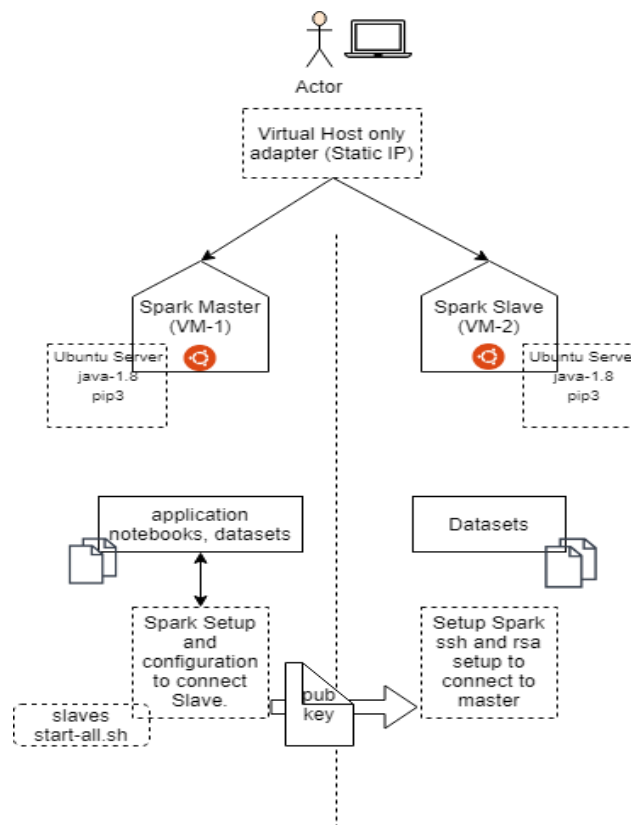 Actor
Virtual Host only
adapter (Static IP)
Spark Master
(VM-1)
Ubuntu Server
java-1.8
pip3
Spark Slave
(VM-2)
Ubuntu Server
java-1.8
pip3
application
notebooks, datasets
Datasets
Spark Setup
and
configuration
to connect
Slave.
slaves
start-all.sh
pub
key
Setup Spark
ssh and rsa
setup to
connect to
master